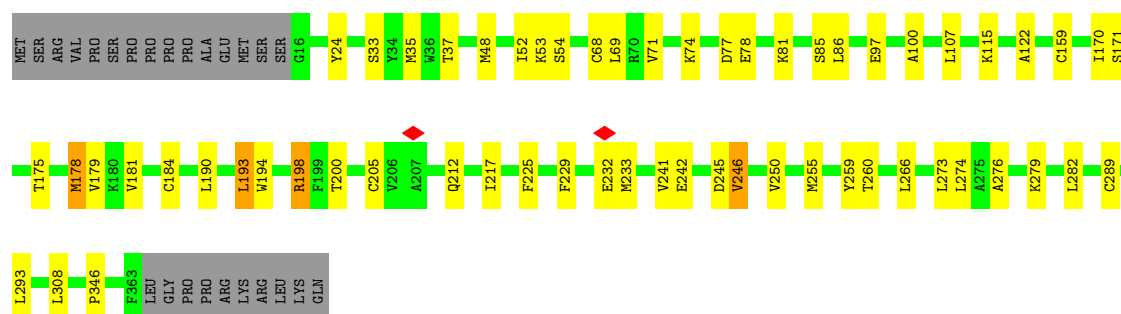 MET SER ARG VAL PRO SER PRO PRO PRO PRO ALA GLU MET SER SER G16 Y24 S33 Y34 M35 W36 T37 M48 I52 K53 S54 C68 L69 R70 V71 K74 D77 E78 K81 S85 L86 E97 A100 L107 K115 A122 C159 I170 S171
T175 M178 V179 K180 V181 C184 L190 L193 W194 R198 F199 T200 C205 V206 A207 Q212 I217 F225 F229 E232 M233 V241 E242 D245 V246 V250 M255 Y259 T260 L266 L273 L274 A275 A276 K279 L282 C289
L293 L308 P346 F363 LEU GLY PRO PRO ARG LYS ARG LEU LYS GLN